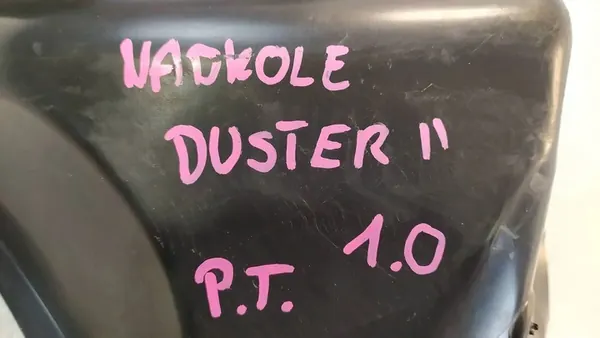 NADKOLE
DUSTER II
1.0
P.T.